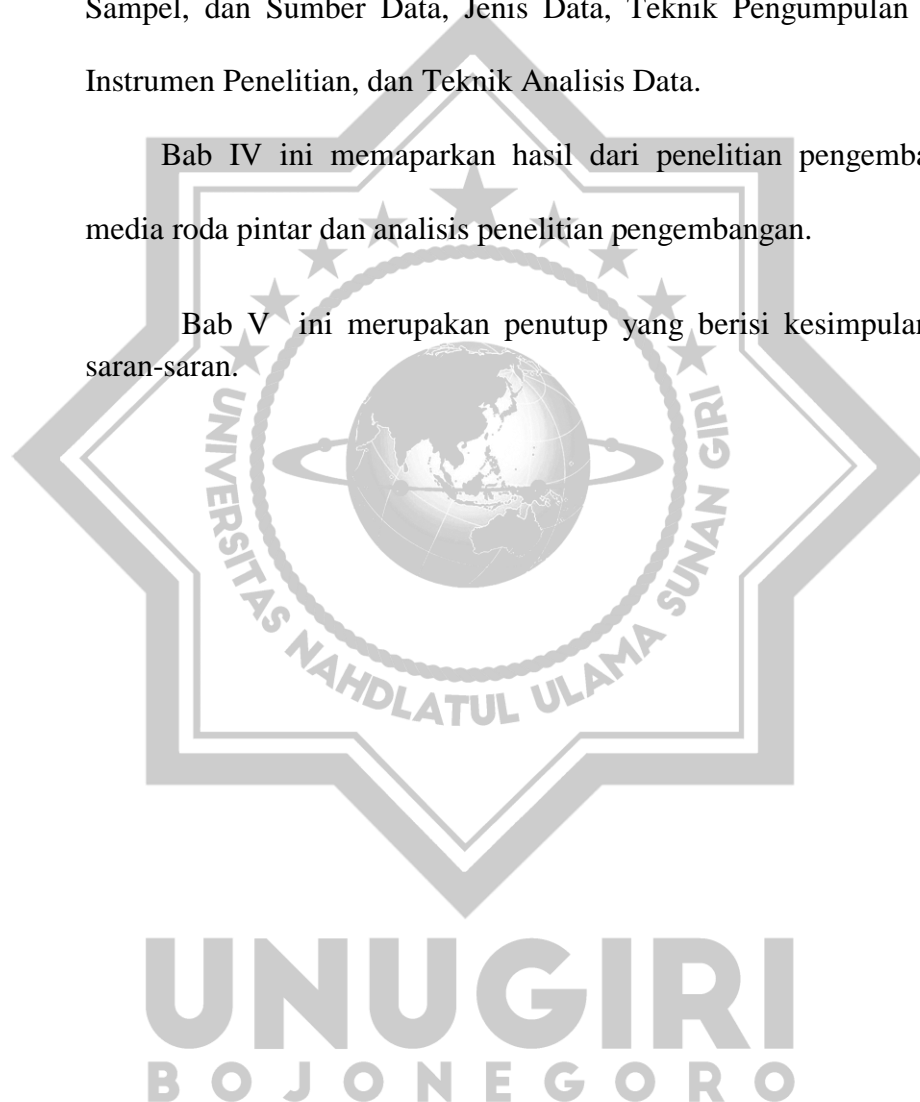 Sampel, dan Sumber Data, Jenis Data, Teknik Pengumpulan
Instrumen Penelitian, dan Teknik Analisis Data.
Bab IV ini memaparkan hasil dari penelitian
media roda pintar dan analisis penelitian pengembangan.
Bab V ini merupakan penutup yang berisi kesimpulan
saran-saran.
UNIVERSITAS NAHDLATUL ULAMA SUNAN GIRI
UNUGIRI
BOJONEGORO